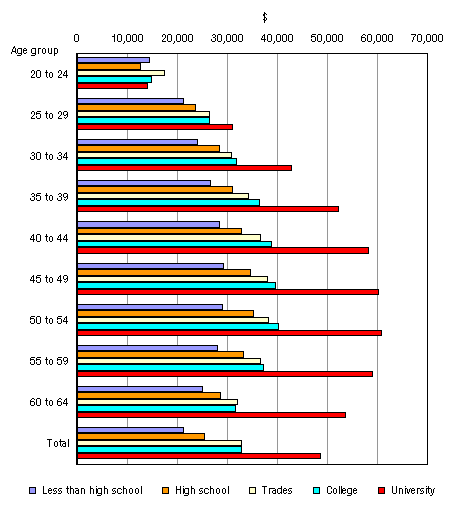 $
0 10,000 20,000 30,000 40,000 50,000 60,000 70,000
Age group
20 to 24
25 to 29
30 to 34
35 to 39
40 to 44
45 to 49
50 to 54
55 to 59
60 to 64
Total
Less than high school High school Trades College University